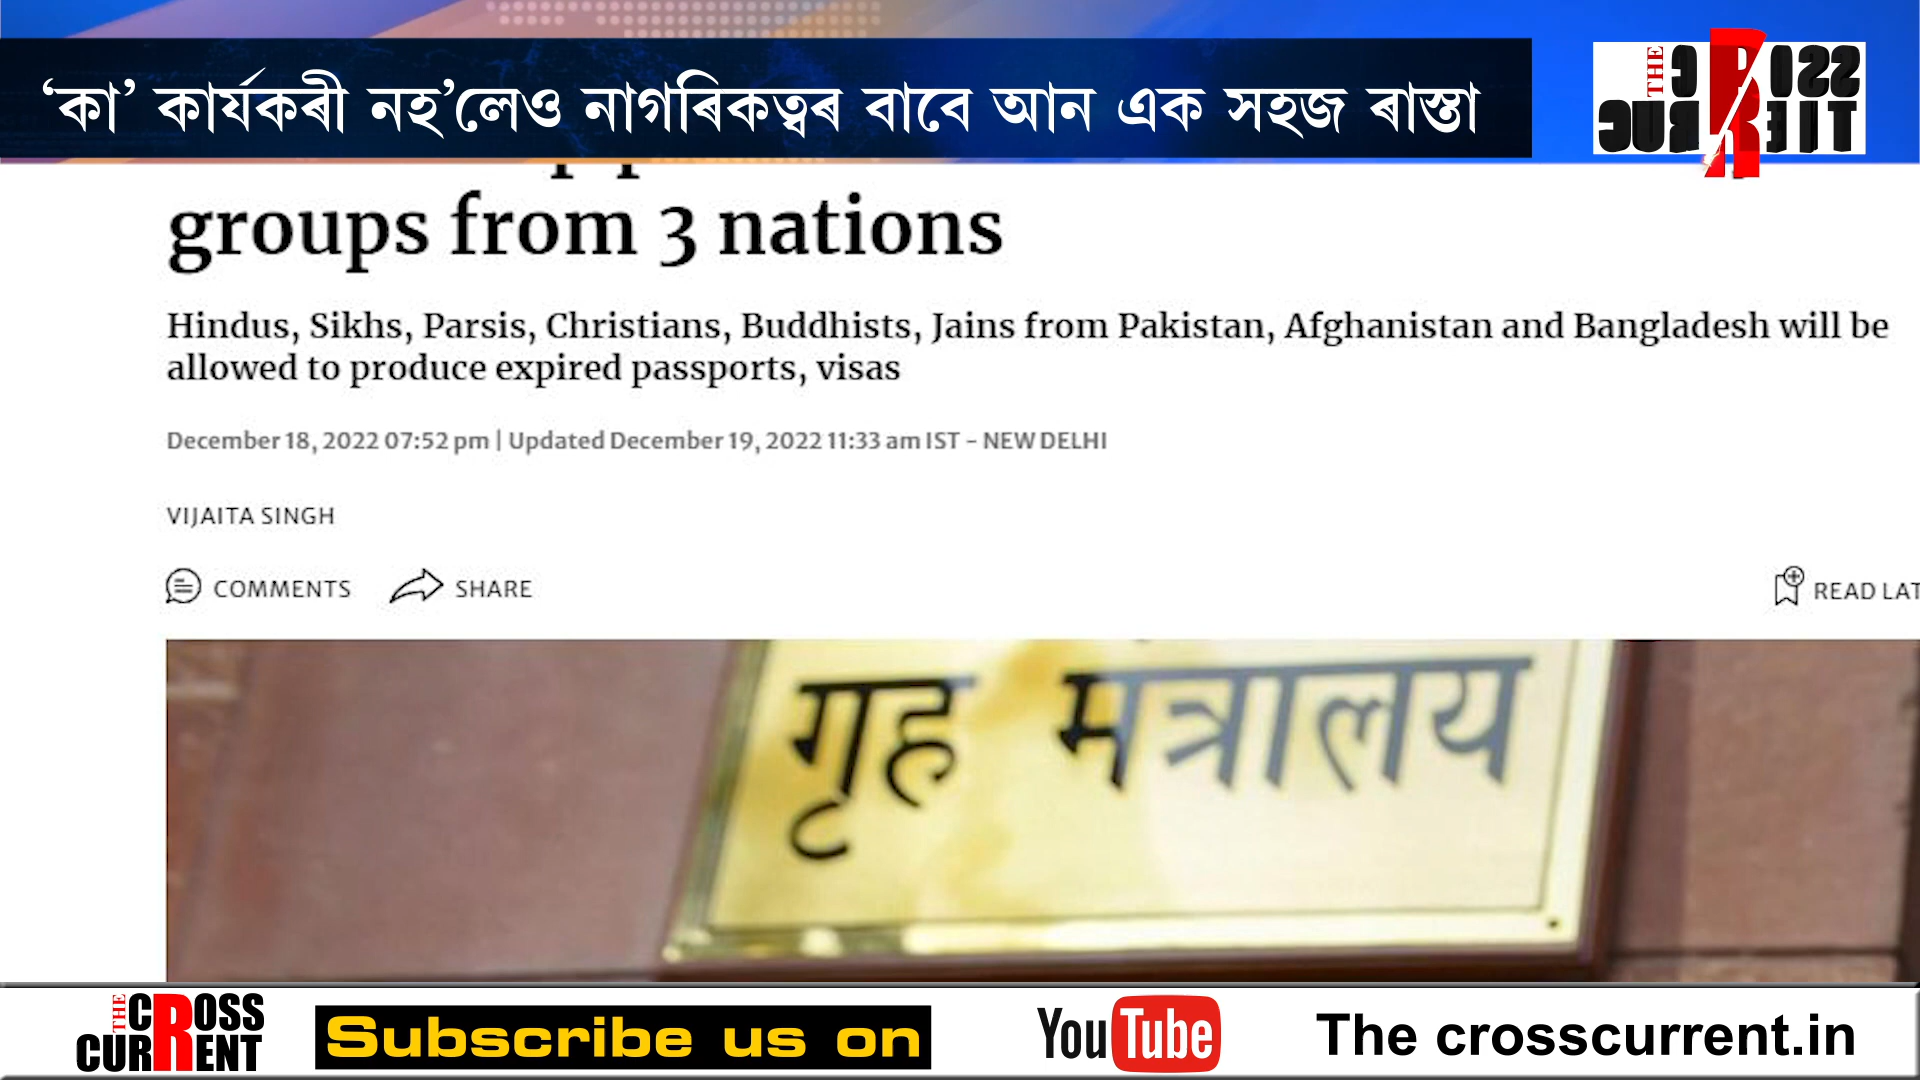 ‘কা’ কাৰ্যকৰী নহ’লেও নাগৰিকত্বৰ বাবে আন এক সহজ ৰাস্তা
THE CROSS CURRENT
groups from 3 nations
Hindus, Sikhs, Parsis, Christians, Buddhists, Jains from Pakistan, Afghanistan and Bangladesh will be
allowed to produce expired passports, visas
December 18, 2022 07:52 pm | Updated December 19, 2022 11:33 am IST - NEW DELHI
VIJAITA SINGH
COMMENTS SHARE READ LAT
गृह मंत्रालय
THE CROSS CURRENT
Subscribe us on YouTube The crosscurrent.in